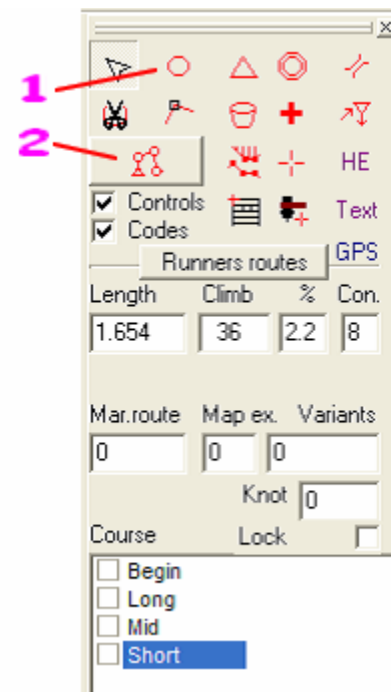 1
2
HE
Controls
Text
Codes
GPS
Runners routes
Length Climb % Con.
1.654 36 2.2 8
Mar.route Map ex. Variants
0 0 0
Knot 0
Course Lock
Begin
Long
Mid
Short